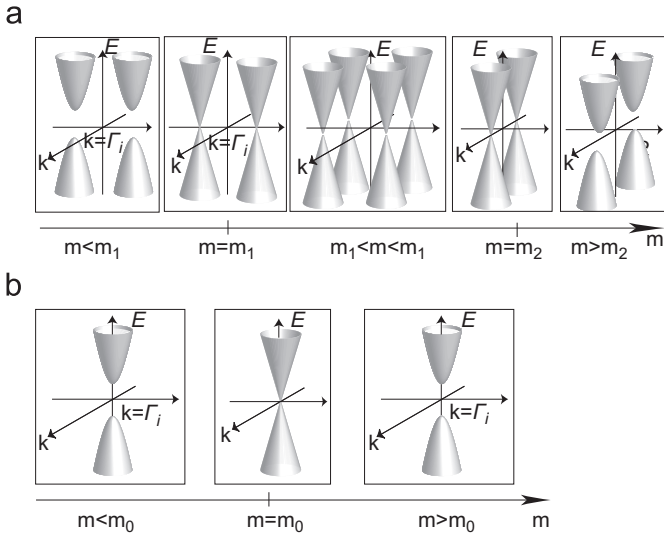 a
E E E E E
k=Γi k=Γi
k k k k k
m<m1 m=m1 m1<m<m1 m=m2 m>m2 m
b
E E E
k=Γi k=Γi
k k k
m<m0 m=m0 m>m0 m